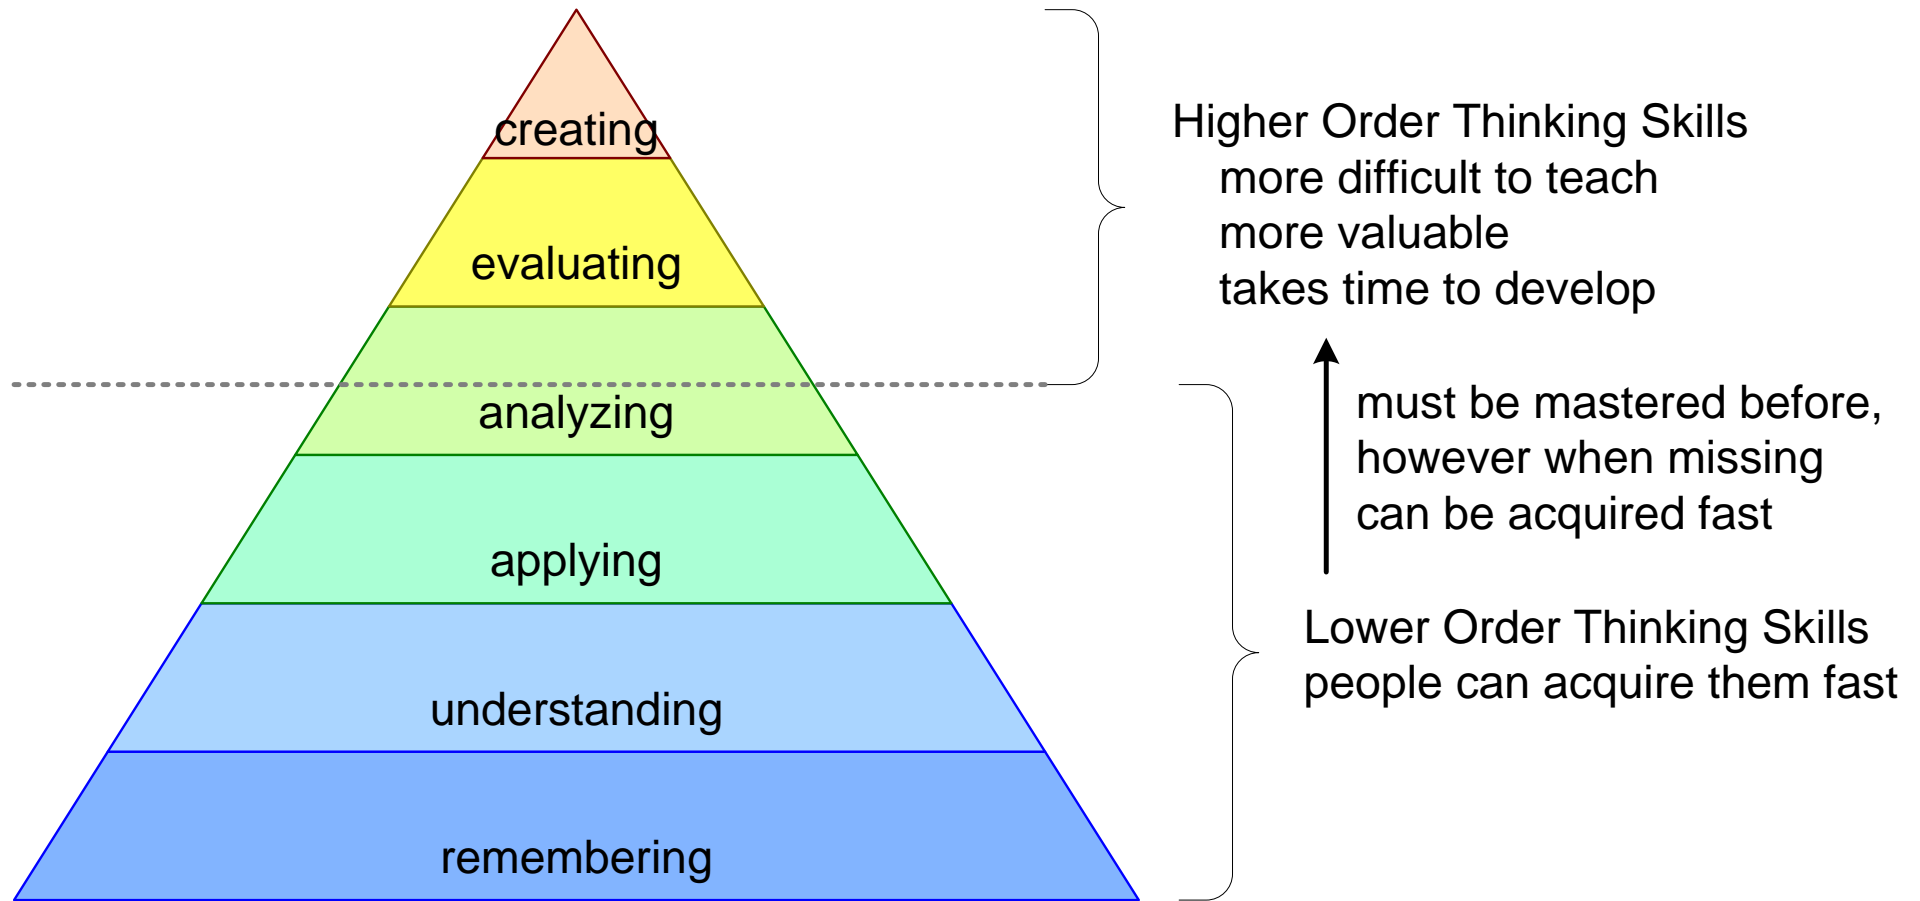 creating
evaluating
analyzing
applying
understanding
remembering
Higher Order Thinking Skills
more difficult to teach
more valuable
takes time to develop
must be mastered before,
however when missing
can be acquired fast
Lower Order Thinking Skills
people can acquire them fast